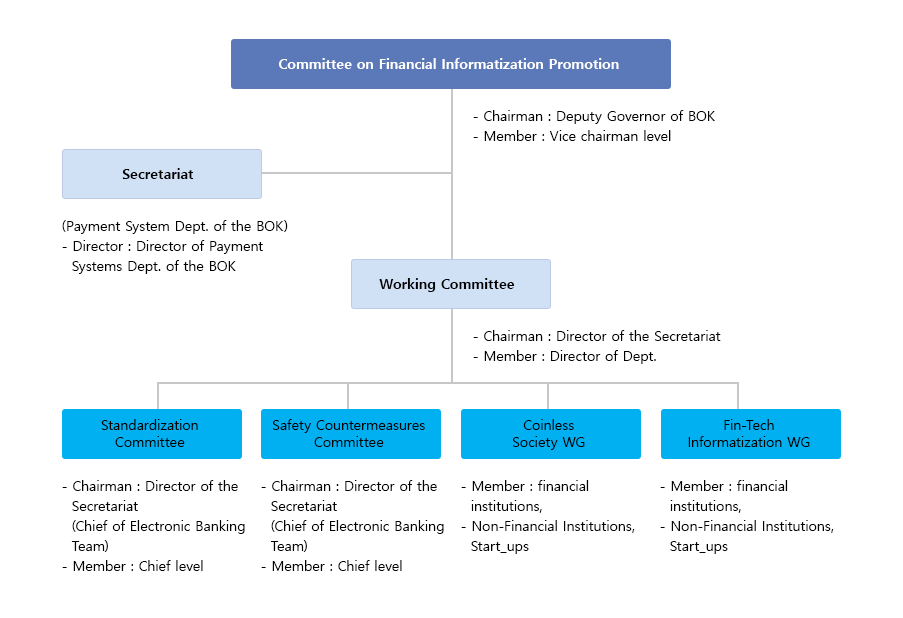 Committee on Financial Informatization Promotion
- Chairman : Deputy Governor of BOK
- Member : Vice chairman level
Secretariat
(Payment System Dept. of the BOK)
- Director : Director of Payment
Systems Dept. of the BOK
Working Committee
- Chairman : Director of the Secretariat
- Member : Director of Dept.
Standardization
Committee
- Chairman : Director of the
Secretariat
(Chief of Electronic Banking
Team)
- Member : Chief level
Safety Countermeasures
Committee
- Chairman : Director of the
Secretariat
(Chief of Electronic Banking
Team)
- Member : Chief level
Coinless
Society WG
- Member : financial
institutions,
- Non-Financial Institutions,
Start_ups
Fin-Tech
Informatization WG
- Member : financial
institutions,
- Non-Financial Institutions,
Start_ups